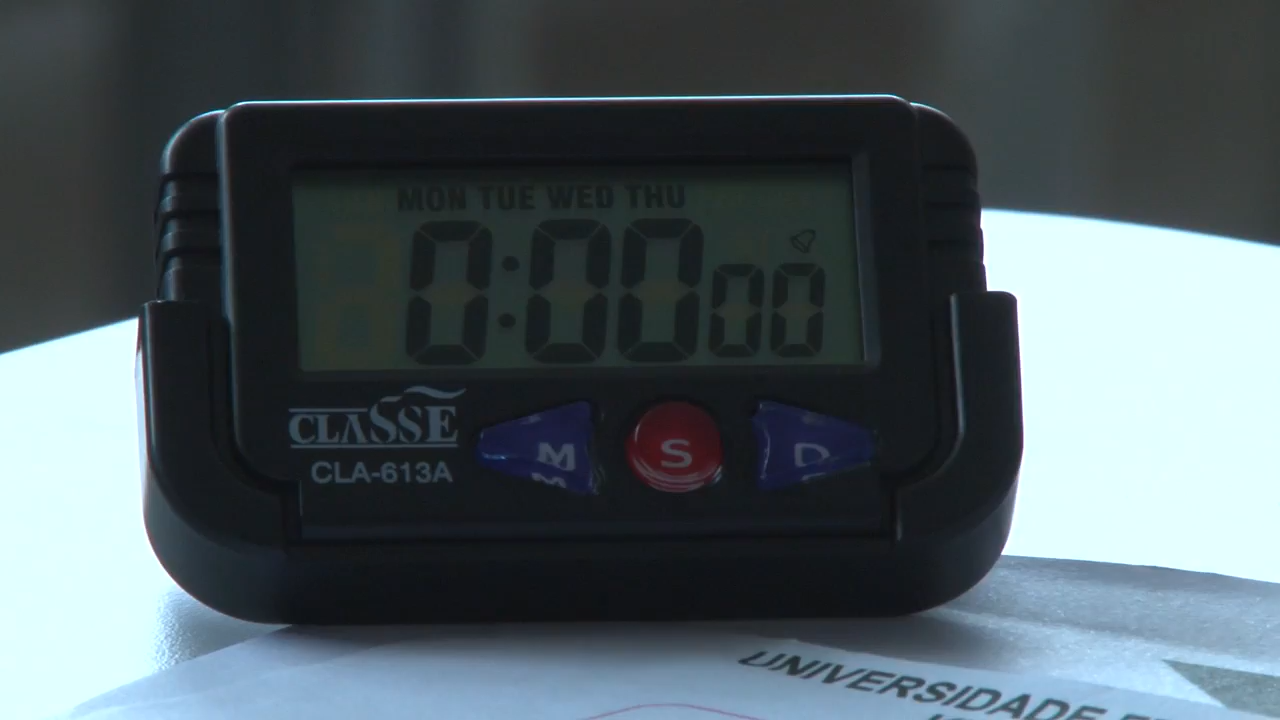 MON TUE WED THU
0:00 00
CLASSE
CLA-613A
M
S
D
UNIVERSIDADE